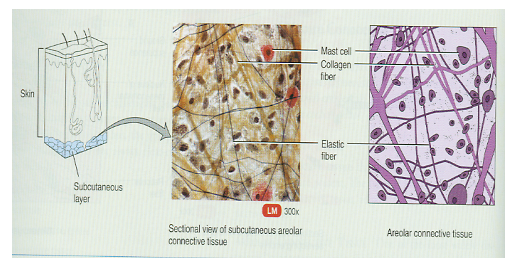 Skin
Subcutaneous
layer
Mast cell
Collagen
fiber
Elastic
fiber
LM 300x
Sectional view of subcutaneous areolar
connective tissue
Areolar connective tissue